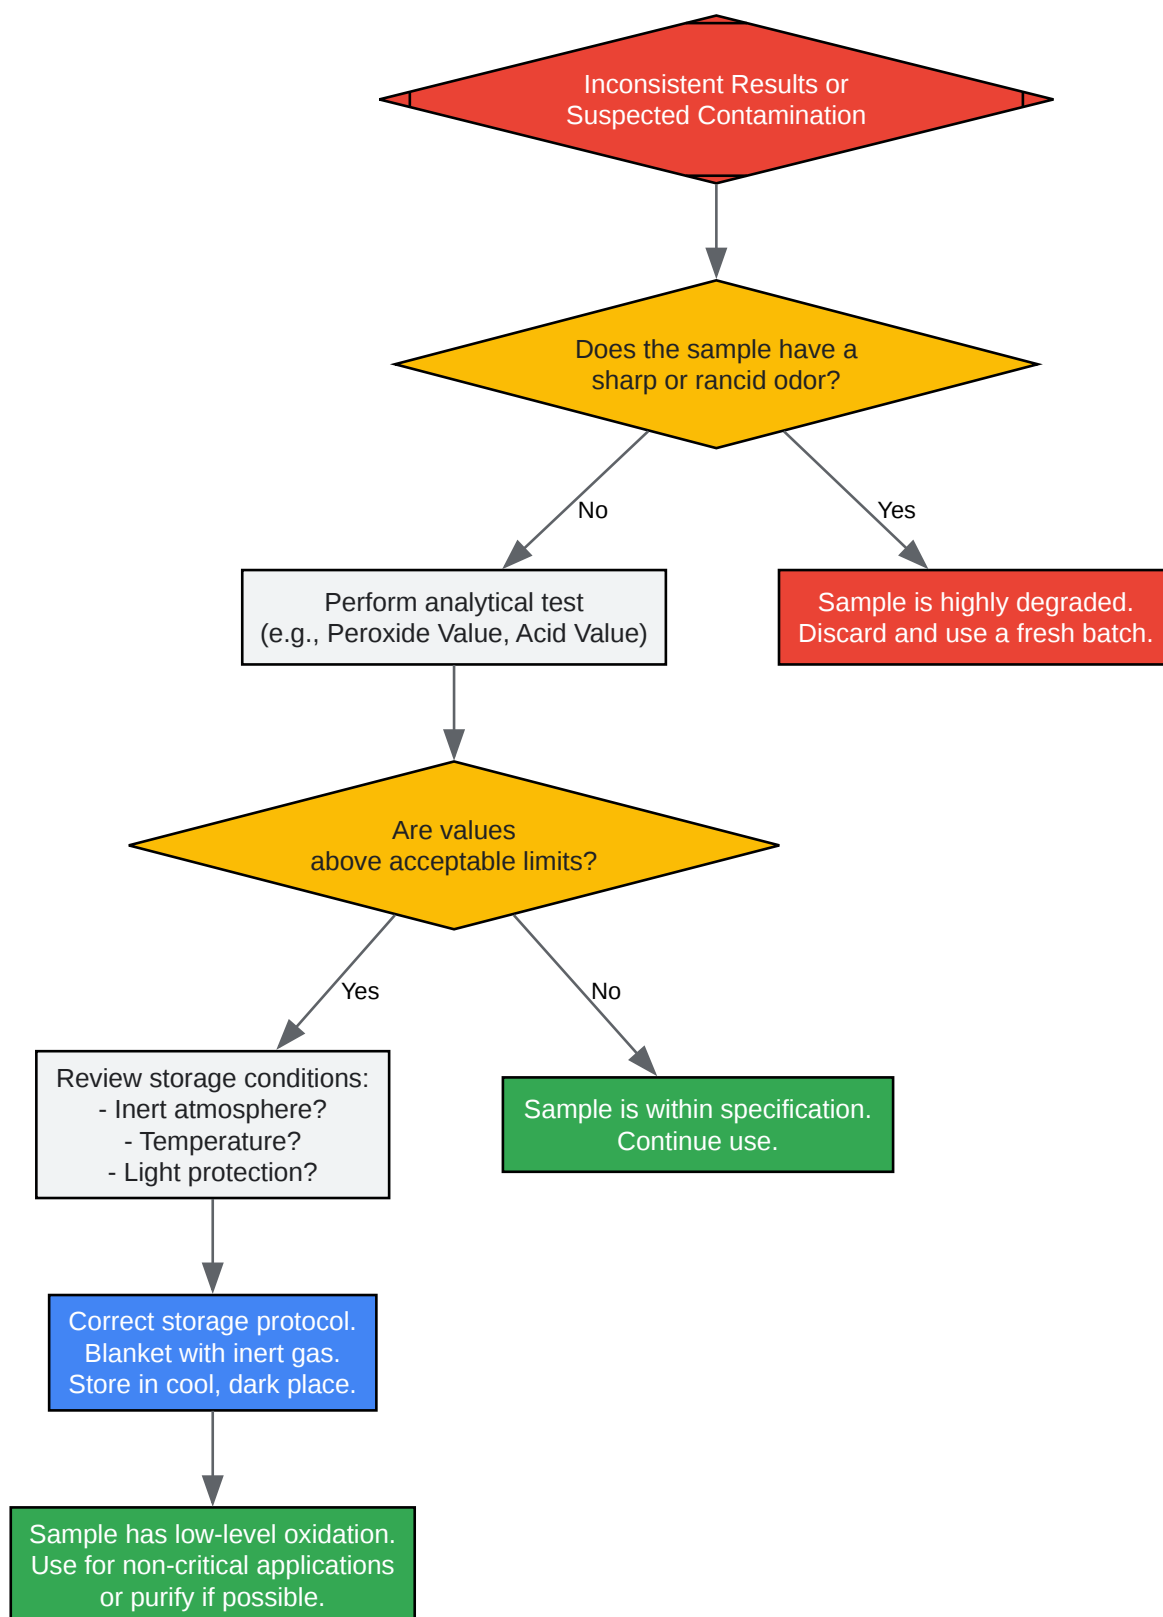 Inconsistent Results or
Suspected Contamination
Does the sample have a
sharp or rancid odor?
No
Yes
Perform analytical test
(e.g., Peroxide Value, Acid Value)
Sample is highly degraded.
Discard and use a fresh batch.
Are values
above acceptable limits?
Yes
No
Review storage conditions:
- Inert atmosphere?
- Temperature?
- Light protection?
Sample is within specification.
Continue use.
Correct storage protocol.
Blanket with inert gas.
Store in cool, dark place.
Sample has low-level oxidation.
Use for non-critical applications
or purify if possible.